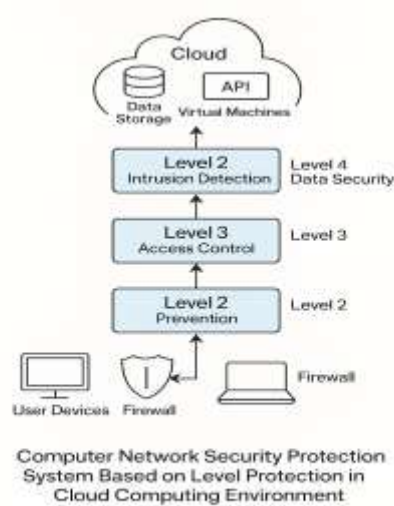 Cloud
API
Data Storage
Virtual Machines
Level 2
Intrusion Detection
Level 4
Data Security
Level 3
Access Control
Level 3
Level 2
Prevention
Level 2
User Devices
Firewall
Firewall
Computer Network Security Protection
System Based on Level Protection in
Cloud Computing Environment